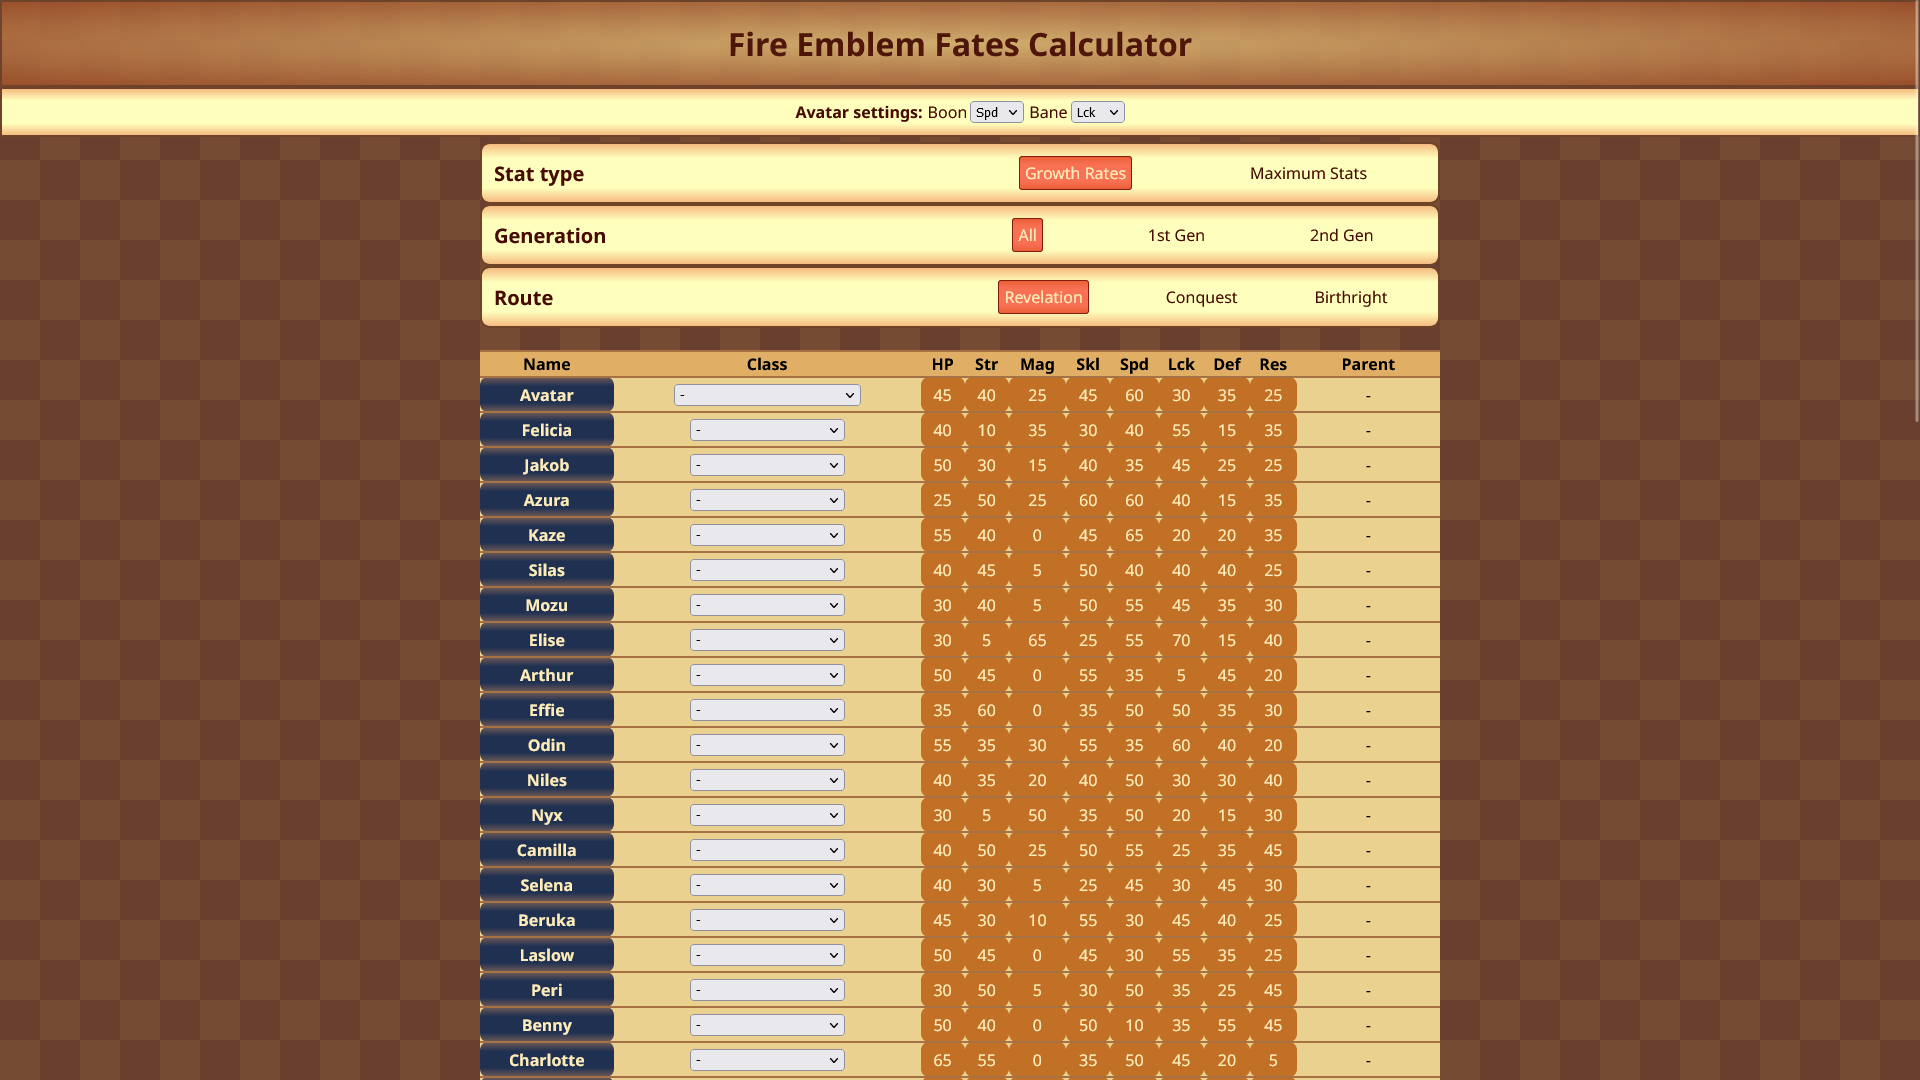 Fire Emblem Fates Calculator
Avatar settings: Boon Spd Bane Lck
Stat type Growth Rates Maximum Stats
Generation All 1st Gen 2nd Gen
Route Revelation Conquest Birthright
Name Class HP Str Mag Skl Spd Lck Def Res Parent
Avatar - 45 40 25 45 60 30 35 25 -
Felicia - 40 10 35 30 40 55 15 35 -
Jakob - 50 30 15 40 35 45 25 25 -
Azura - 25 50 25 60 60 40 15 35 -
Kaze - 55 40 0 45 65 20 20 35 -
Silas - 40 45 5 50 40 40 40 25 -
Mozu - 30 40 5 50 55 45 35 30 -
Elise - 30 5 65 25 55 70 15 40 -
Arthur - 50 45 0 55 35 5 45 20 -
Effie - 35 60 0 35 50 50 35 30 -
Odin - 55 35 30 55 35 60 40 20 -
Niles - 40 35 20 40 50 30 30 40 -
Nyx - 30 5 50 35 50 20 15 30 -
Camilla - 40 50 25 50 55 25 35 45 -
Selena - 40 30 5 25 45 30 45 30 -
Beruka - 45 30 10 55 30 45 40 25 -
Laslow - 50 45 0 45 30 55 35 25 -
Peri - 30 50 5 30 50 35 25 45 -
Benny - 50 40 0 50 10 35 55 45 -
Charlotte - 65 55 0 35 50 45 20 5 -